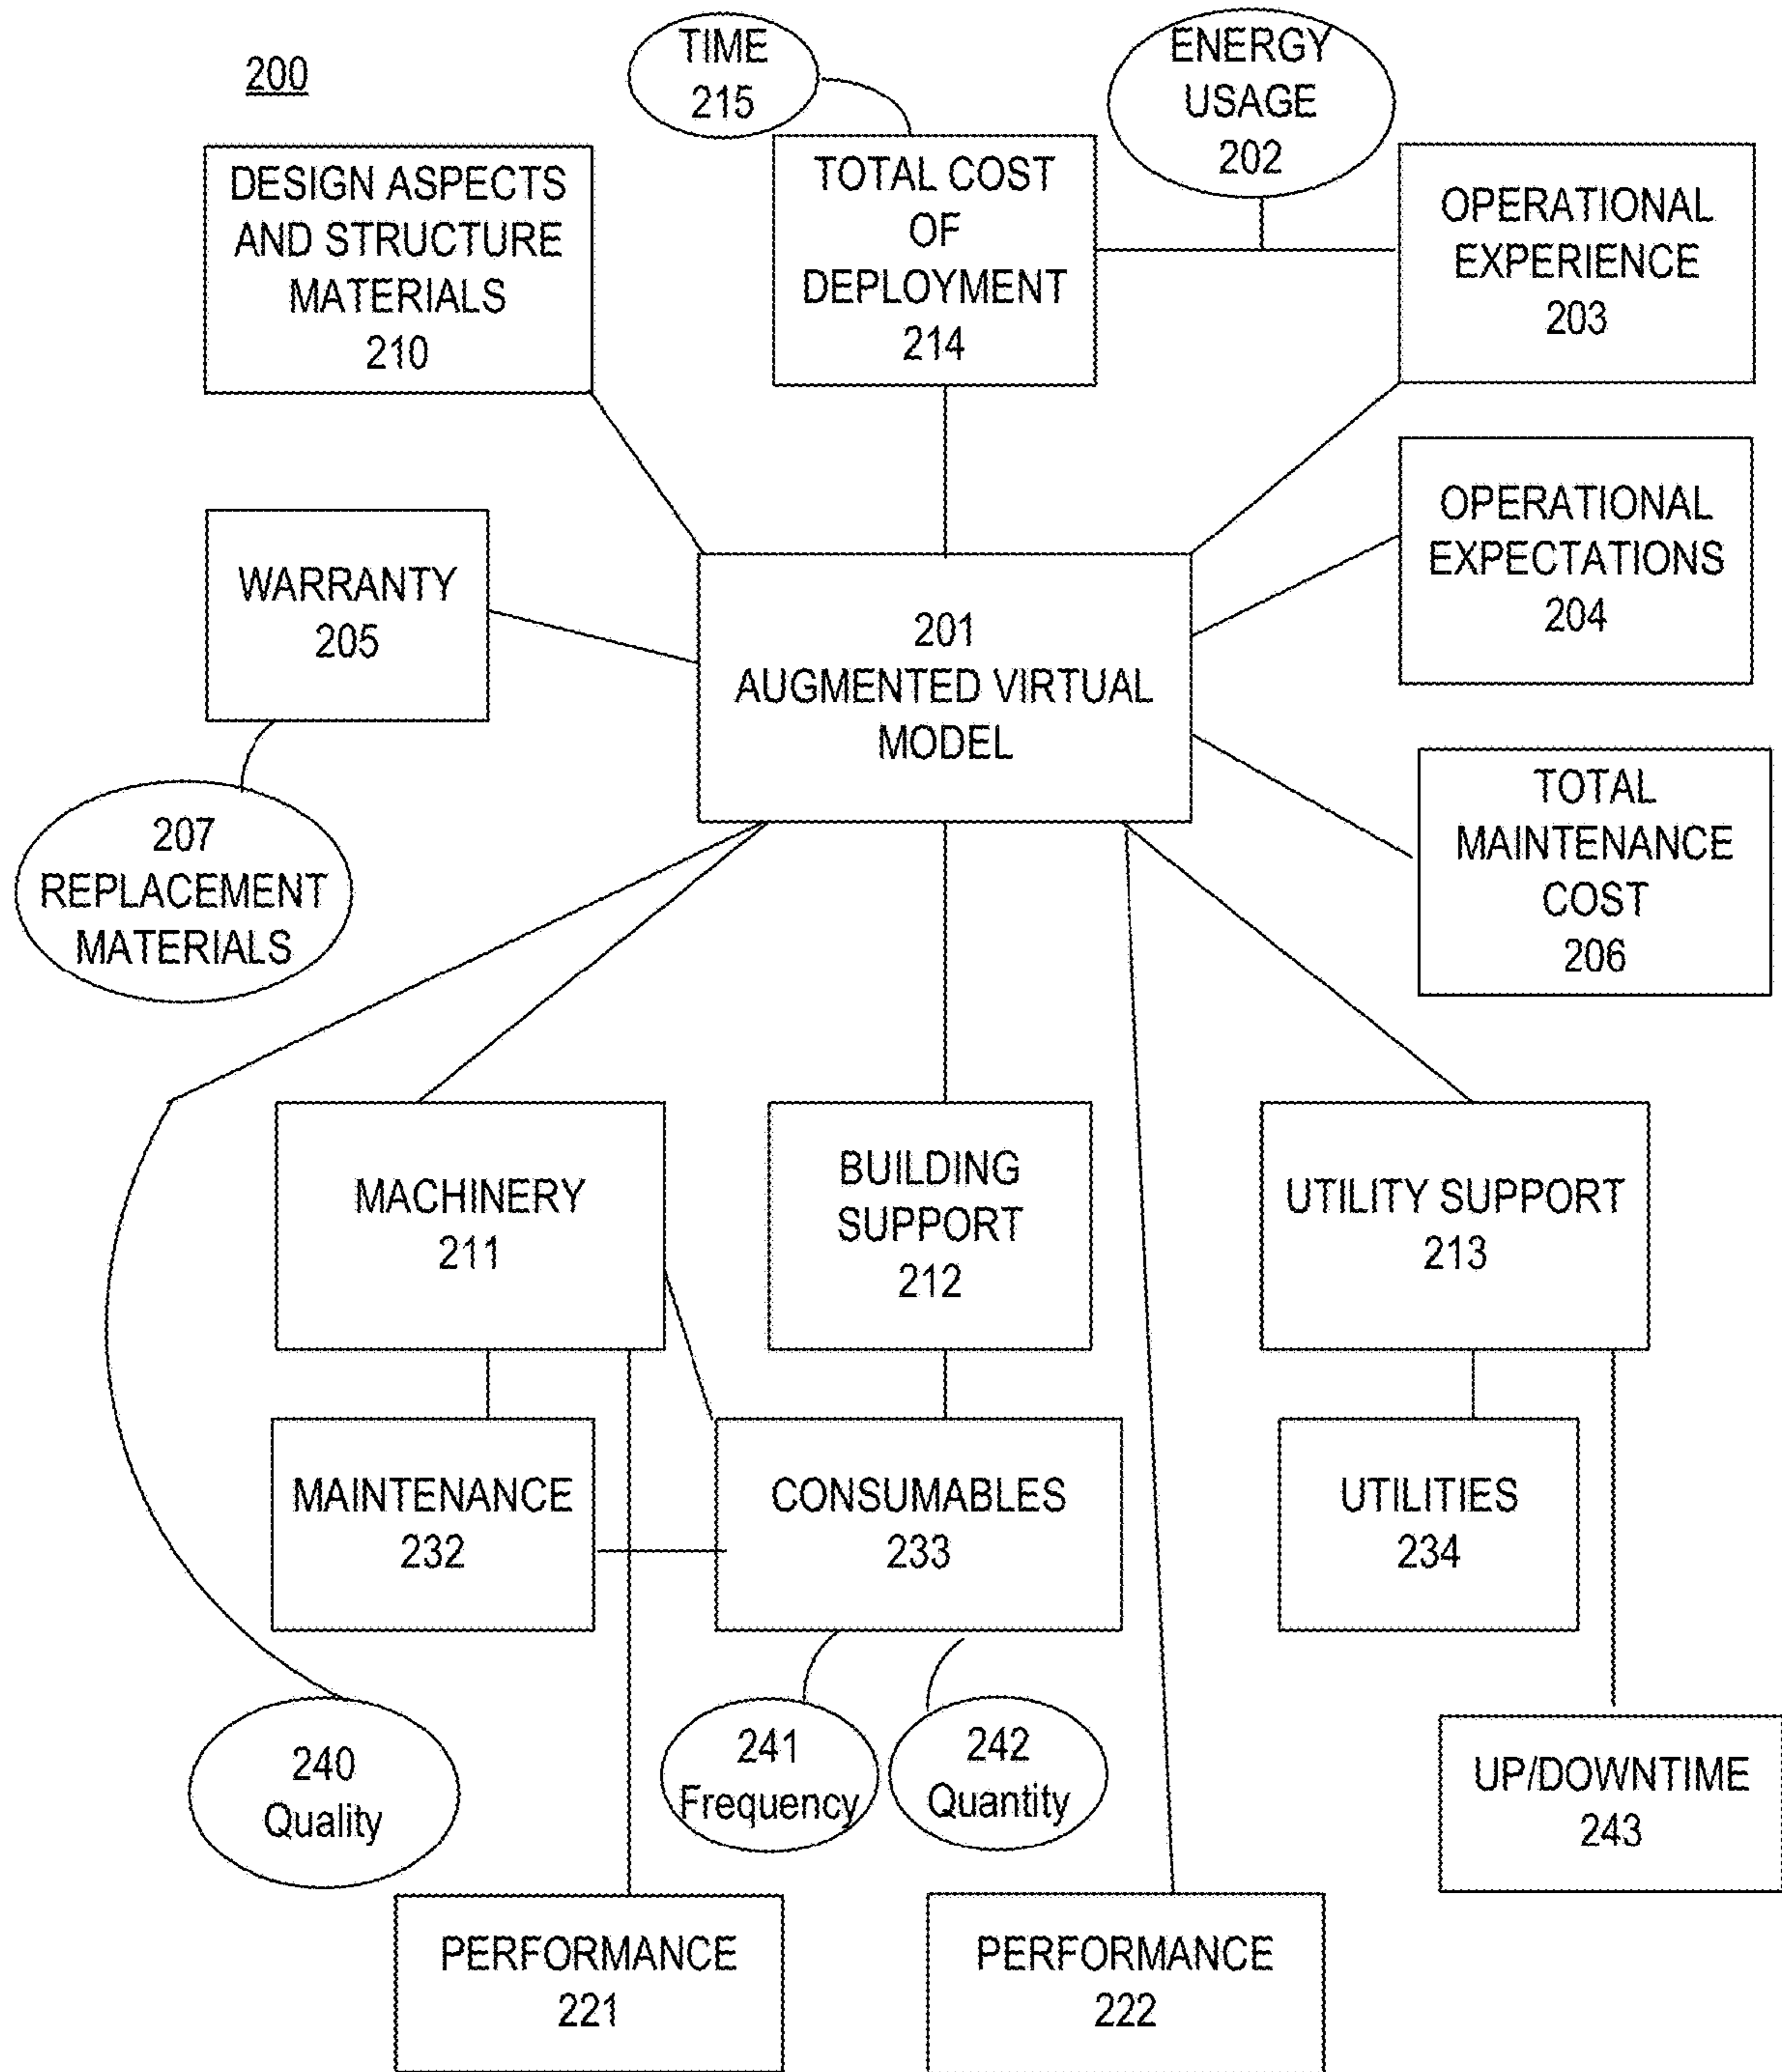 200
TIME
215
ENERGY
USAGE
202
DESIGN ASPECTS
AND STRUCTURE
MATERIALS
210
TOTAL COST
OF
DEPLOYMENT
214
OPERATIONAL
EXPERIENCE
203
WARRANTY
205
201
AUGMENTED VIRTUAL
MODEL
OPERATIONAL
EXPECTATIONS
204
207
REPLACEMENT
MATERIALS
TOTAL
MAINTENANCE
COST
206
MACHINERY
211
BUILDING
SUPPORT
212
UTILITY SUPPORT
213
MAINTENANCE
232
CONSUMABLES
233
UTILITIES
234
240
Quality
241
Frequency
242
Quantity
UP/DOWNTIME
243
PERFORMANCE
221
PERFORMANCE
222